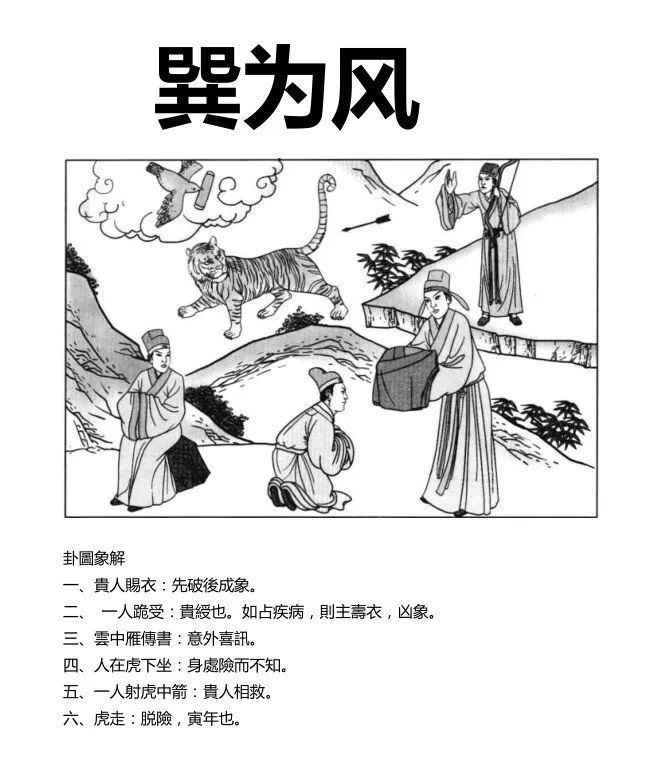 巽为风
卦圖象解
一、貴人賜衣：先破後成象。
二、 一人跪受：貴綬也。如占疾病，則主壽衣，凶象。
三、雲中雁傳書：意外喜訊。
四、人在虎下坐：身處險而不知。
五、一人射虎中箭：貴人相救。
六、虎走：脱險，寅年也。